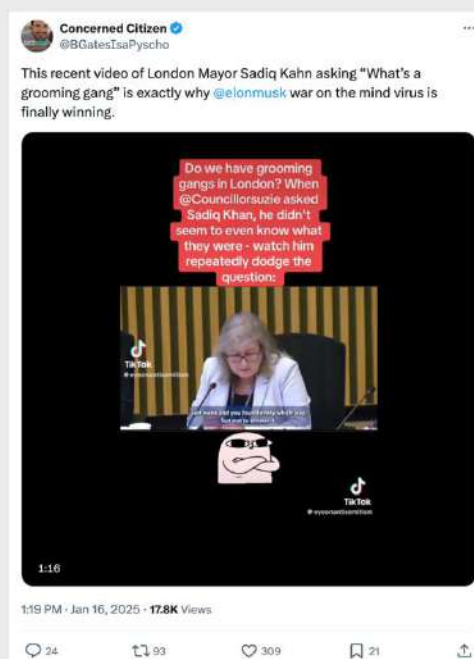 Concerned Citizen
@BGatesIsaPyscho
This recent video of London Mayor Sadiq Kahn asking “What’s a
grooming gang” is exactly why @elonmusk war on the mind virus is
finally winning.
Do we have grooming
gangs in London? When
@Councillorsuzie asked
Sadiq Khan, he didn't
seem to even know what
they were - watch him
repeatedly dodge the
question:
TikTok
TikTok
1:16
1:19 PM · Jan 16, 2025 · 17.8K Views
24 93 309 21